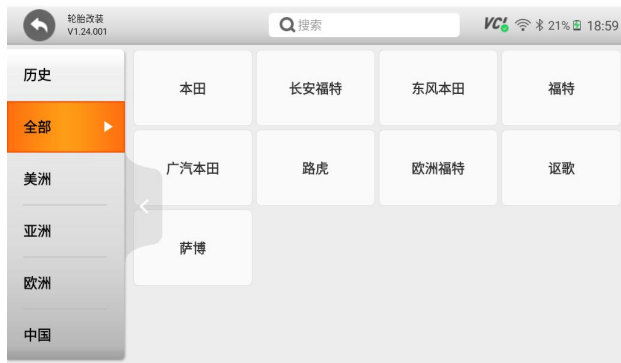 轮胎改装
V1.24.001
搜索
VCI 21% 18:59
历史
全部
美洲
亚洲
欧洲
中国
本田 长安福特 东风本田 福特
广汽本田 路虎 欧洲福特 讴歌
萨博